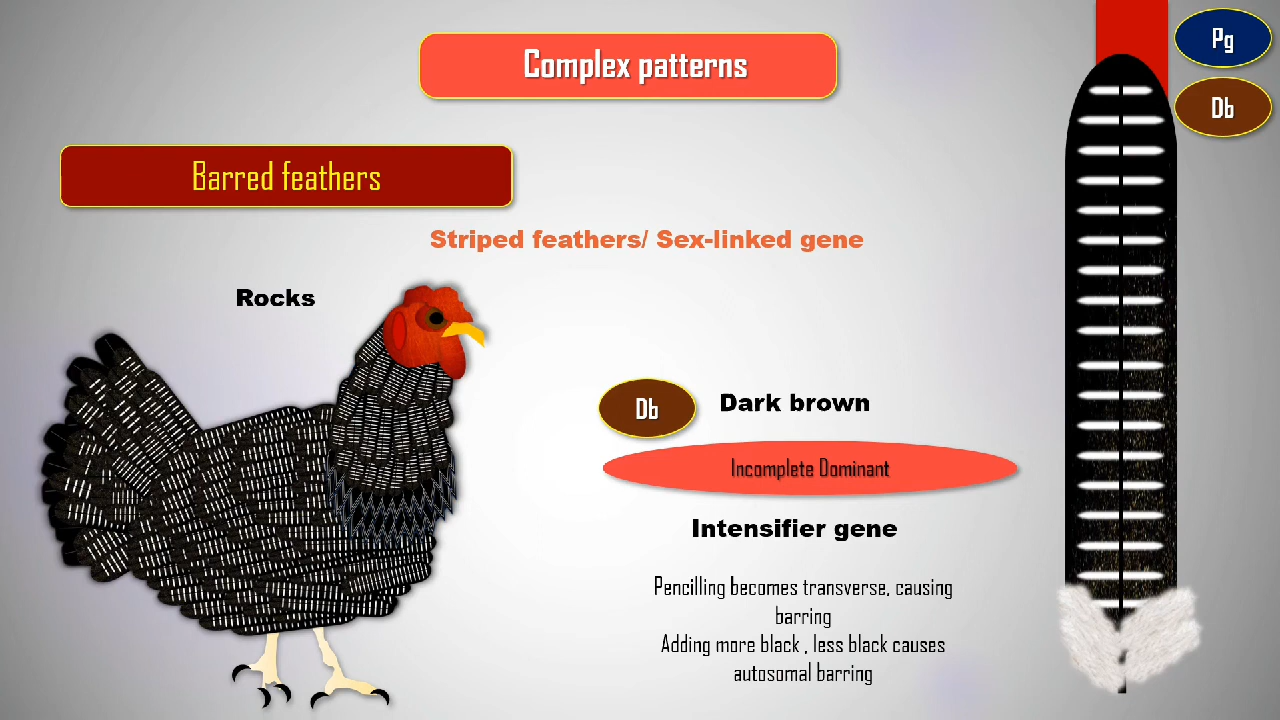 Complex patterns
Pg
Db
Barred feathers
Striped feathers/ Sex-linked gene
Rocks
Db
Dark brown
Incomplete Dominant
Intensifier gene
Pencilling becomes transverse, causing
barring
Adding more black , less black causes
autosomal barring